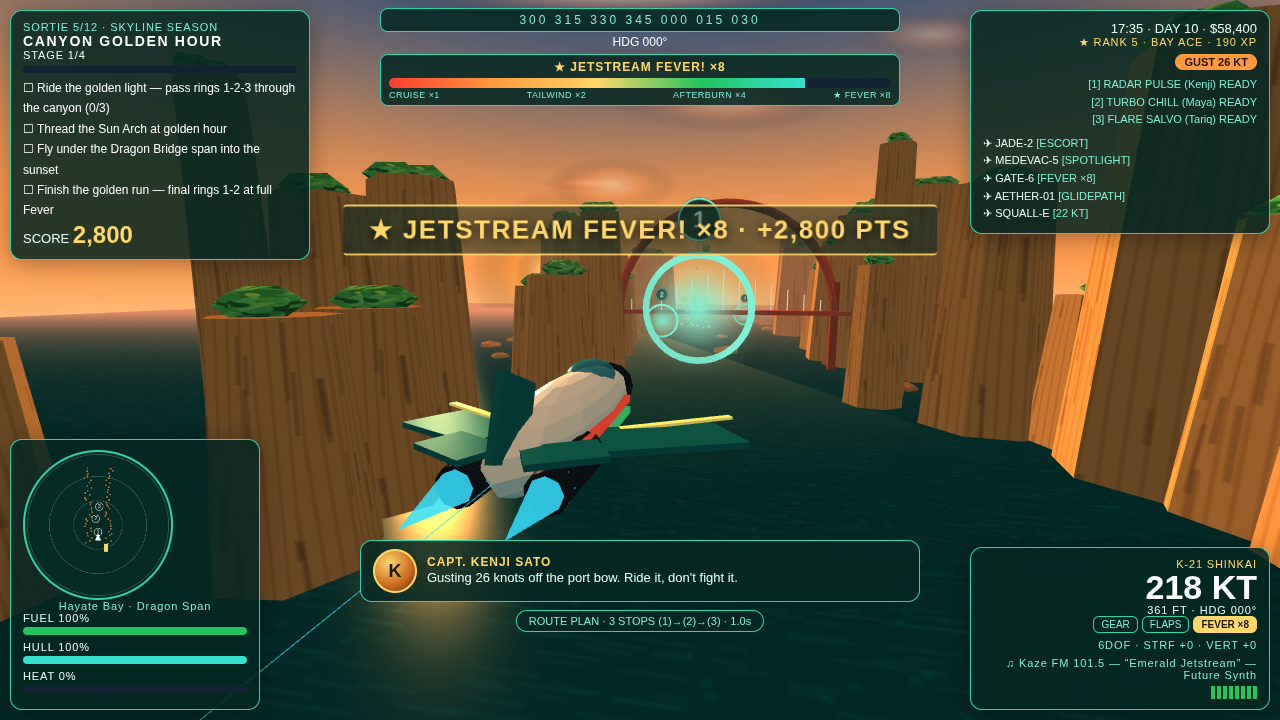 SORTIE 5/12 · SKYLINE SEASON
CANYON GOLDEN HOUR
STAGE 1/4
☐ Ride the golden light — pass rings 1-2-3 through
the canyon (0/3)
☐ Thread the Sun Arch at golden hour
☐ Fly under the Dragon Bridge span into the
sunset
☐ Finish the golden run — final rings 1-2 at full
Fever
SCORE 2,800
300 315 330 345 000 015 030
HDG 000°
★ JETSTREAM FEVER! ×8
CRUISE ×1 TAILWIND ×2 AFTERBURN ×4 ★ FEVER ×8
17:35 · DAY 10 · $58,400
★ RANK 5 · BAY ACE · 190 XP
GUST 26 KT
[1] RADAR PULSE (Kenji) READY
[2] TURBO CHILL (Maya) READY
[3] FLARE SALVO (Tariq) READY
✈ JADE-2 [ESCORT]
✈ MEDEVAC-5 [SPOTLIGHT]
✈ GATE-6 [FEVER ×8]
✈ AETHER-01 [GLIDEPATH]
✈ SQUALL-E [22 KT]
1
★ JETSTREAM FEVER! ×8 · +2,800 PTS
2
Hayate Bay · Dragon Span
FUEL 100%
HULL 100%
HEAT 0%
K
CAPT. KENJI SATO
Gusting 26 knots off the port bow. Ride it, don't fight it.
ROUTE PLAN · 3 STOPS (1)→(2)→(3) · 1.0s
K-21 SHINKAI
218 KT
361 FT · HDG 000°
GEAR FLAPS FEVER ×8
6DOF · STRF +0 · VERT +0
♫ Kaze FM 101.5 — “Emerald Jetstream” —
Future Synth